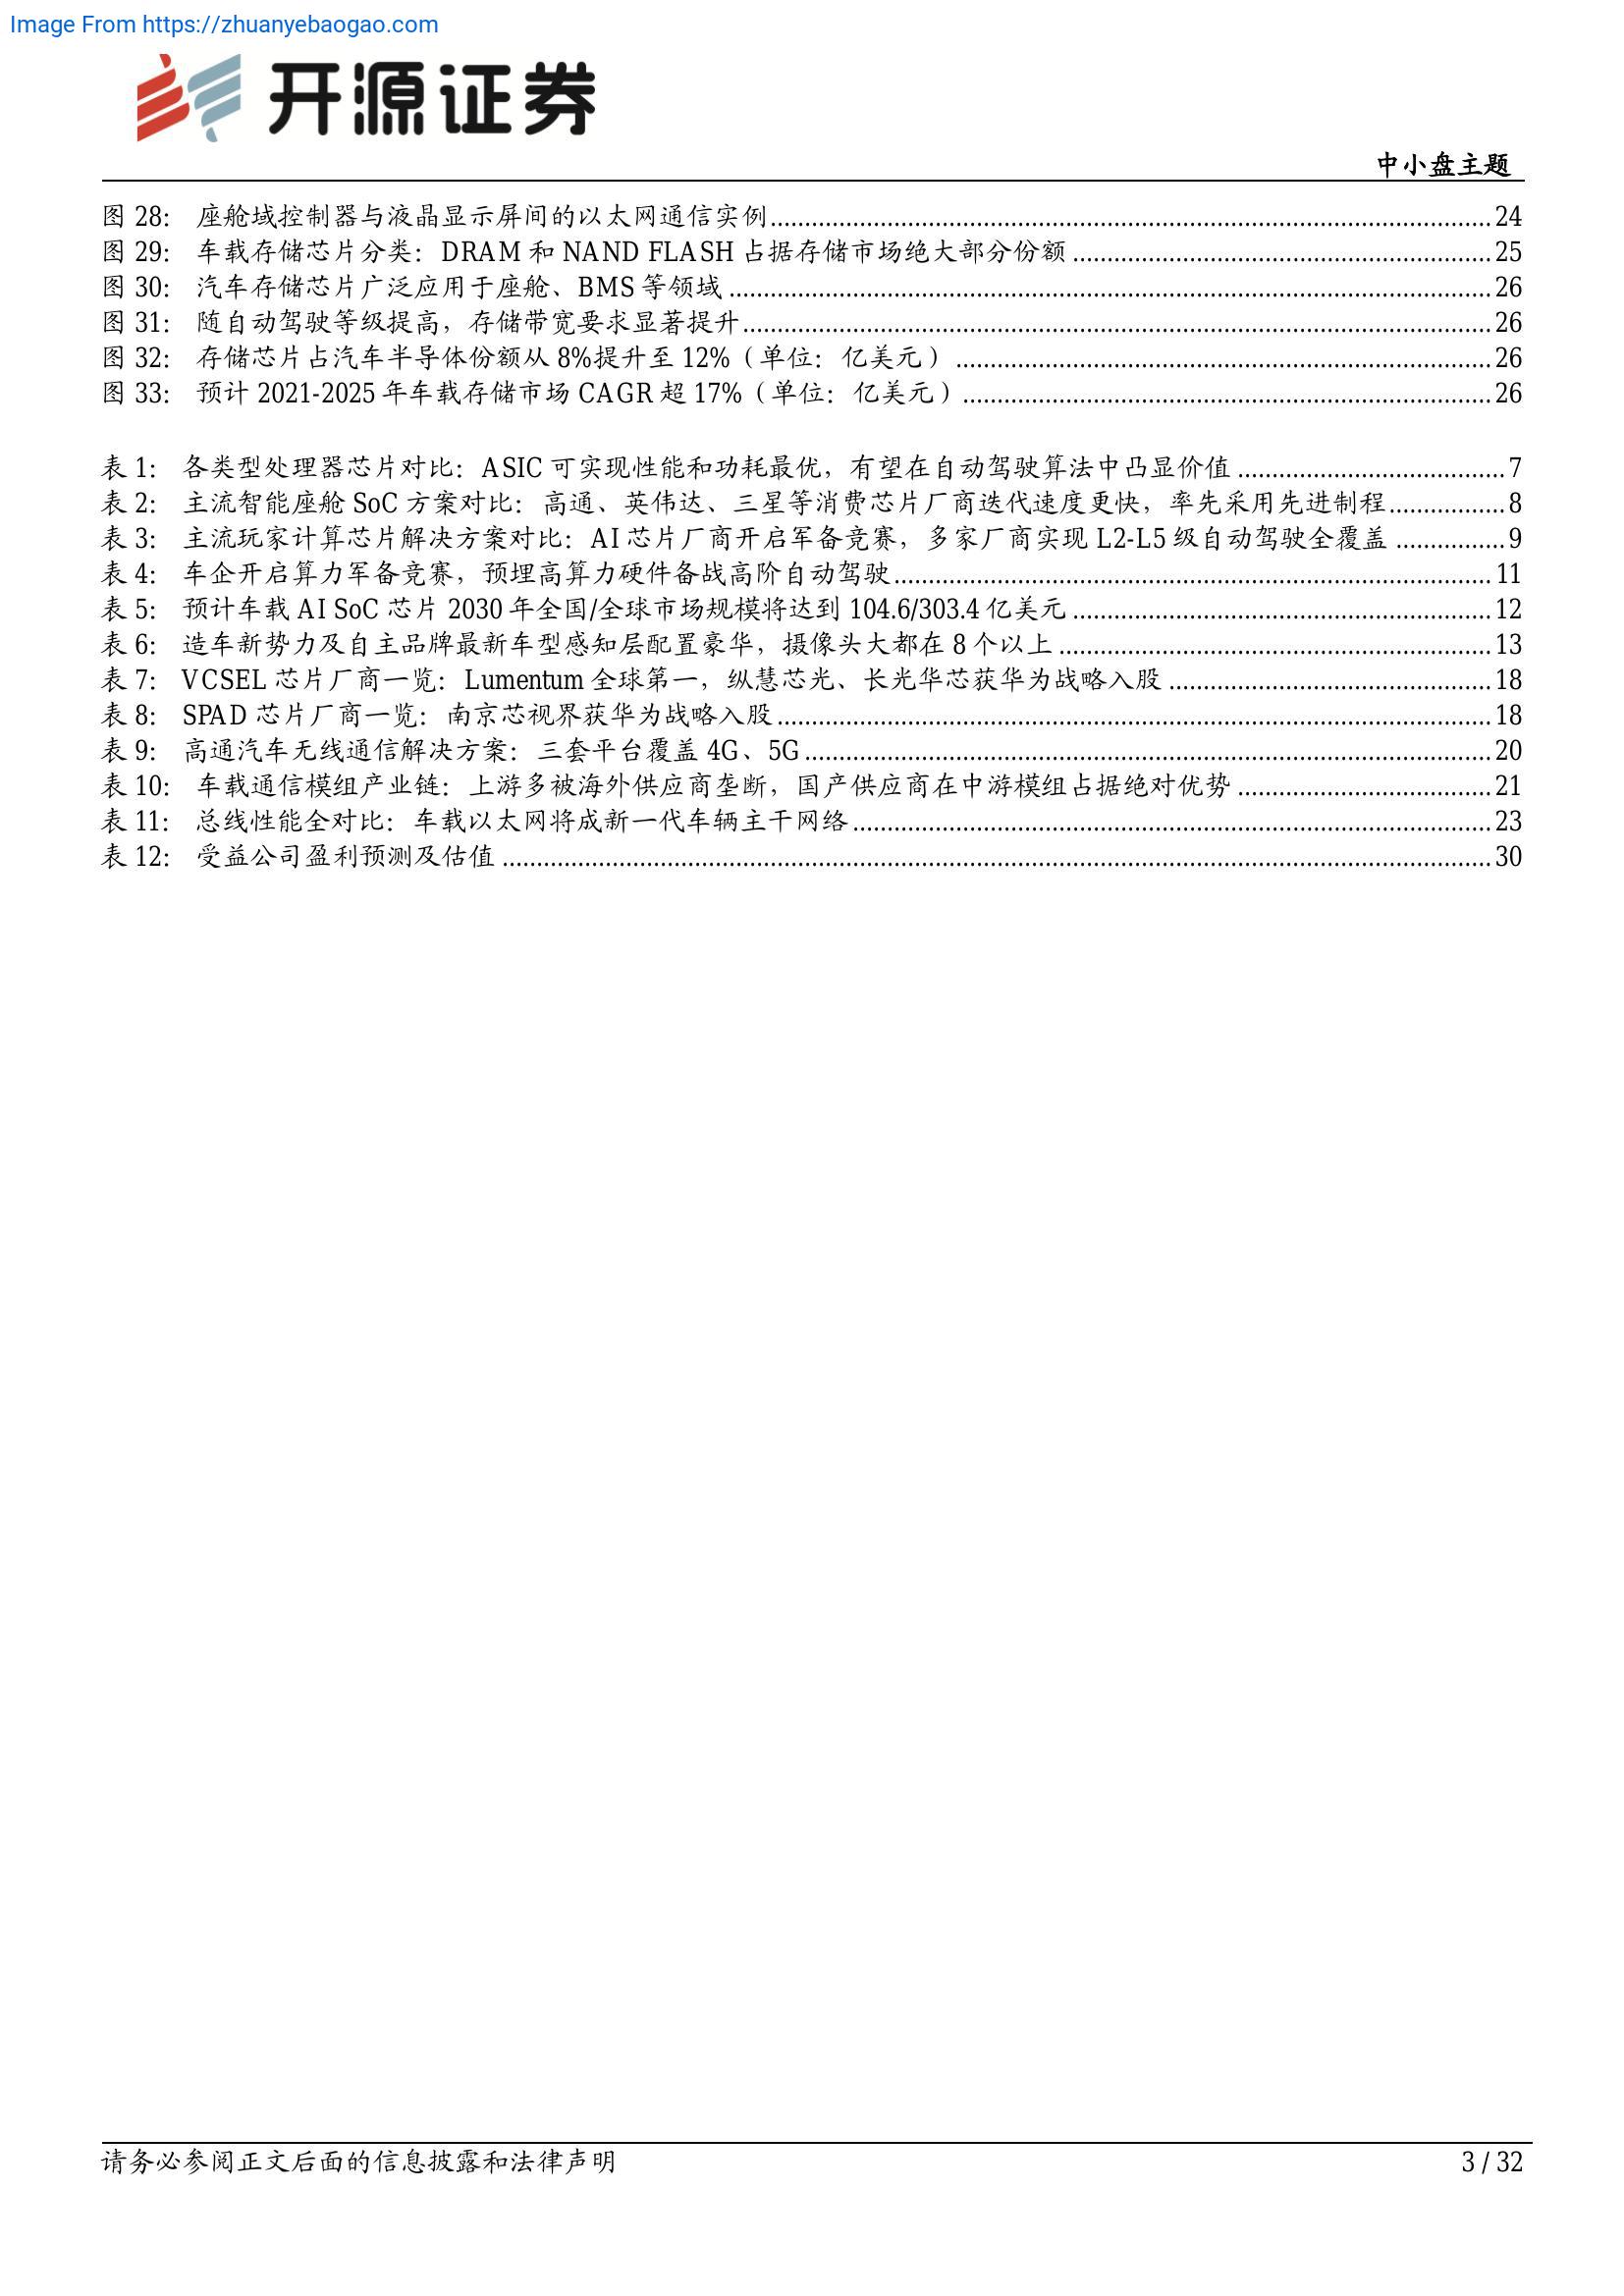 Image From https://zhuanyebaogao.com
开源证券
中小盘主题
图 28： 座舱域控制器与液晶显示屏间的以太网通信实例 24
图 29： 车载存储芯片分类：DRAM 和 NAND FLASH 占据存储市场绝大部分份额 25
图 30： 汽车存储芯片广泛应用于座舱、BMS 等领域 26
图 31： 随自动驾驶等级提高，存储带宽要求显著提升 26
图 32： 存储芯片占汽车半导体份额从 8%提升至 12%（单位：亿美元） 26
图 33： 预计 2021-2025 年车载存储市场 CAGR 超 17%（单位：亿美元） 26
表 1： 各类型处理器芯片对比：ASIC 可实现性能和功耗最优，有望在自动驾驶算法中凸显价值 7
表 2： 主流智能座舱 SoC 方案对比：高通、英伟达、三星等消费芯片厂商迭代速度更快，率先采用先进制程 8
表 3： 主流玩家计算芯片解决方案对比：AI 芯片厂商开启军备竞赛，多家厂商实现 L2-L5 级自动驾驶全覆盖 9
表 4： 车企开启算力军备竞赛，预埋高算力硬件备战高阶自动驾驶 11
表 5： 预计车载 AI SoC 芯片 2030 年全国/全球市场规模将达到 104.6/303.4 亿美元 12
表 6： 造车新势力及自主品牌最新车型感知层配置豪华，摄像头大都在 8 个以上 13
表 7： VCSEL 芯片厂商一览：Lumentum 全球第一，纵慧芯光、长光华芯获华为战略入股 18
表 8： SPAD 芯片厂商一览：南京芯视界获华为战略入股 18
表 9： 高通汽车无线通信解决方案：三套平台覆盖 4G、5G 20
表 10： 车载通信模组产业链：上游多被海外供应商垄断，国产供应商在中游模组占据绝对优势 21
表 11： 总线性能全对比：车载以太网将成新一代车辆主干网络 23
表 12： 受益公司盈利预测及估值 30
请务必参阅正文后面的信息披露和法律声明 3 / 32